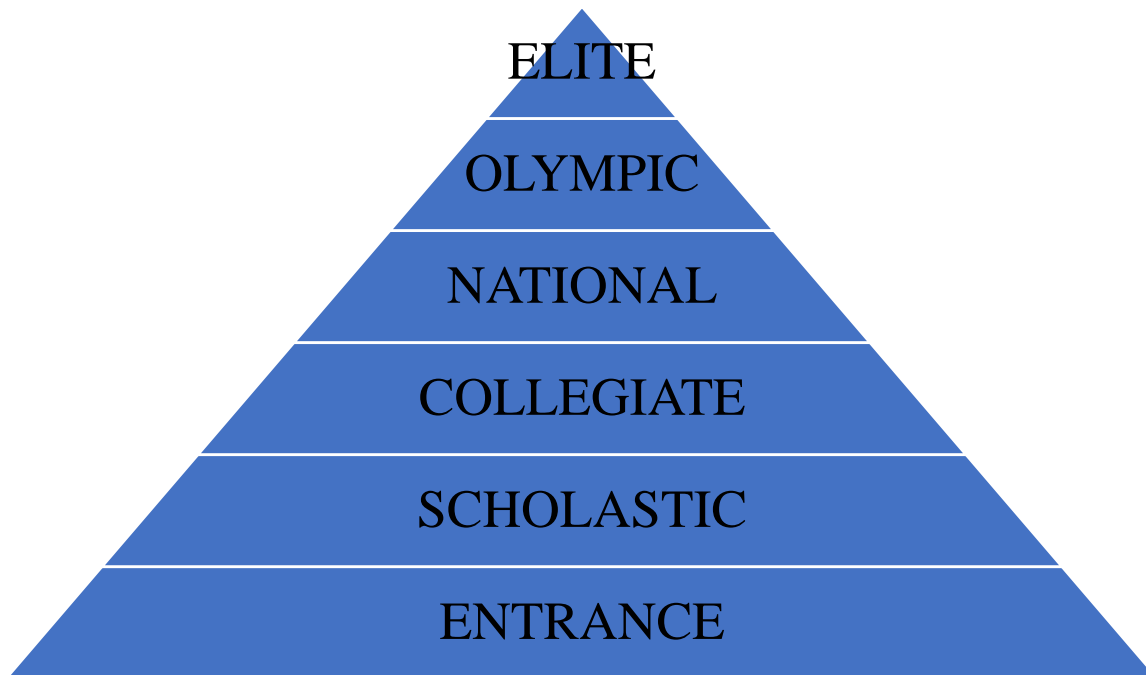 ELITE
OLYMPIC
NATIONAL
COLLEGIATE
SCHOLASTIC
ENTRANCE